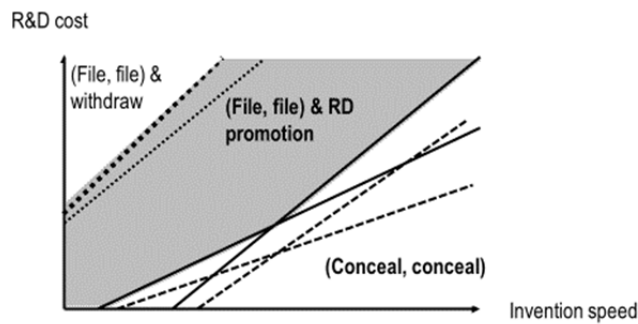 R&D cost
(File, file) &
withdraw
(File, file) & RD
promotion
(Conceal, conceal)
Invention speed